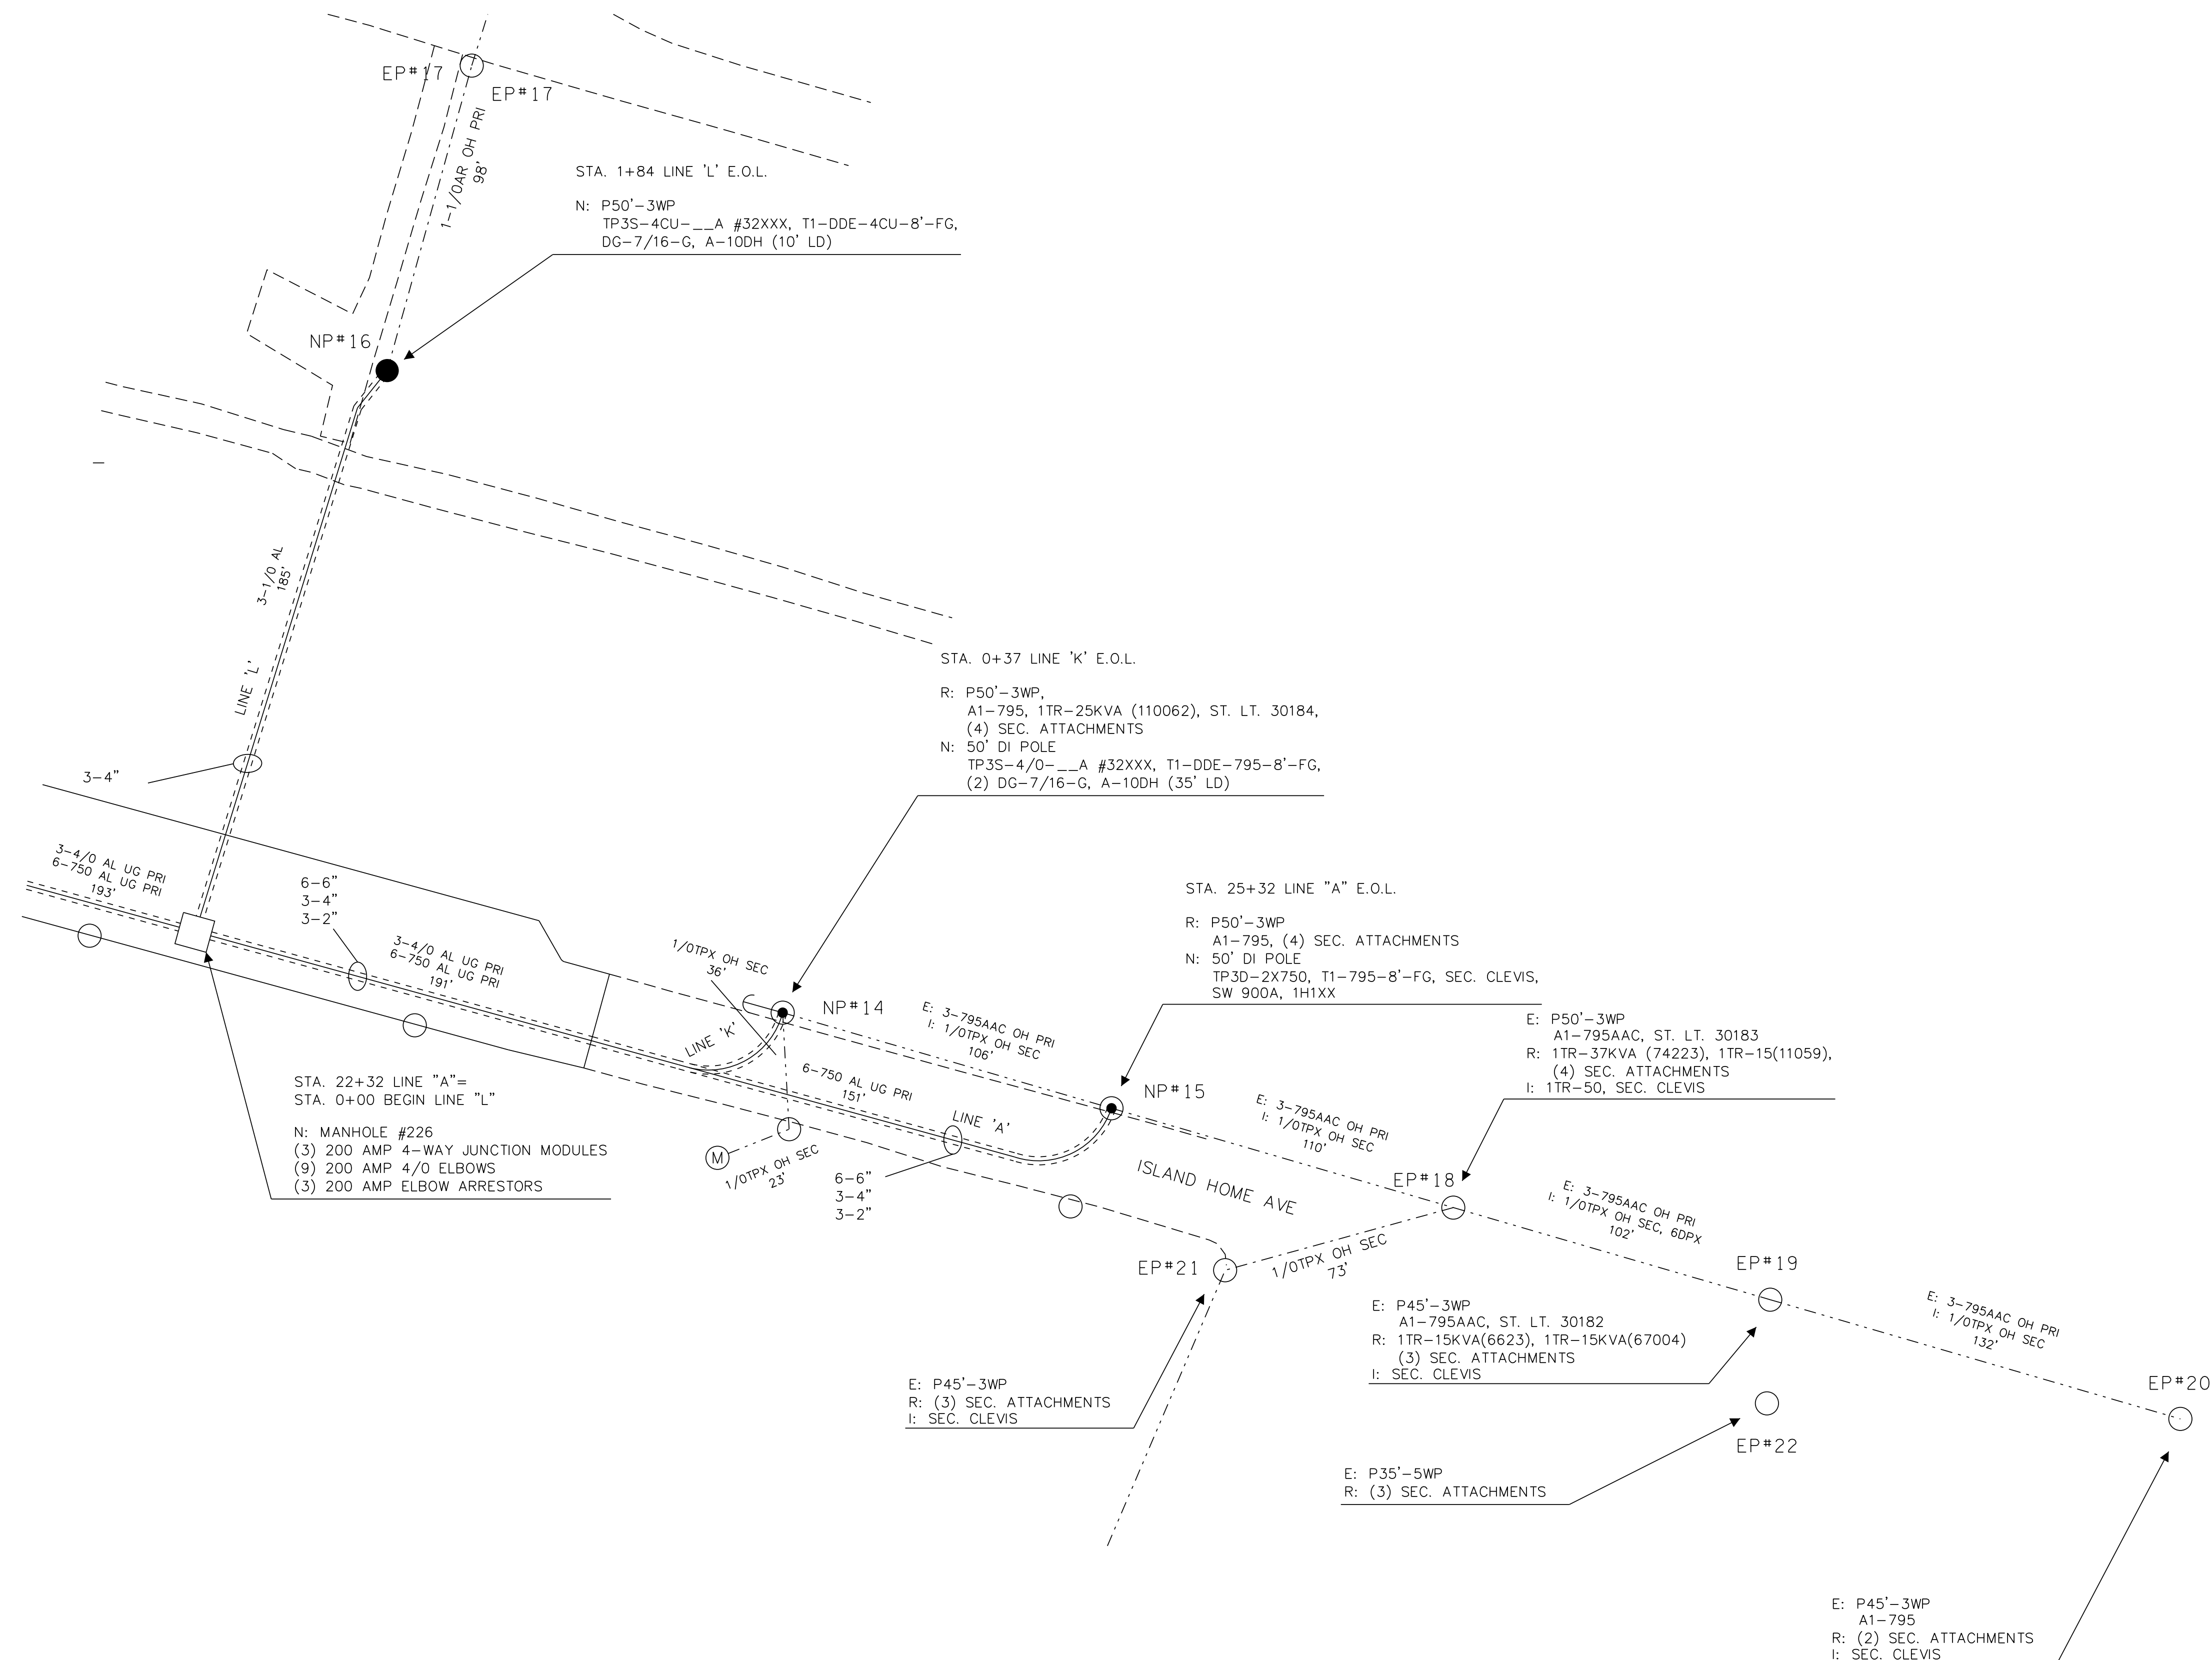 EP#17
EP#17
1-1/0AR OH PRI
98'
STA. 1+84 LINE 'L' E.O.L.
N: P50'-3WP
TP3S-4CU-__A #32XXX, T1-DDE-4CU-8'-FG,
DG-7/16-G, A-10DH (10' LD)
NP#16
3-1/0 AL
185'
LINE 'L'
3-4"
STA. 0+37 LINE 'K' E.O.L.
R: P50'-3WP,
A1-795, 1TR-25KVA (110062), ST. LT. 30184,
(4) SEC. ATTACHMENTS
N: 50' DI POLE
TP3S-4/0-__A #32XXX, T1-DDE-795-8'-FG,
(2) DG-7/16-G, A-10DH (35' LD)
3-4/0 AL UG PRI
6-750 AL UG PRI
193'
6-6"
3-4"
3-2"
3-4/0 AL UG PRI
6-750 AL UG PRI
191'
1/0TPX OH SEC
36'
NP#14
LINE 'K'
E: 3-795AAC OH PRI
I: 1/0TPX OH SEC
106'
STA. 25+32 LINE "A" E.O.L.
R: P50'-3WP
A1-795, (4) SEC. ATTACHMENTS
N: 50' DI POLE
TP3D-2X750, T1-795-8'-FG, SEC. CLEVIS,
SW 900A, 1H1XX
E: P50'-3WP
A1-795AAC, ST. LT. 30183
R: 1TR-37KVA (74223), 1TR-15(11059),
(4) SEC. ATTACHMENTS
I: 1TR-50, SEC. CLEVIS
STA. 22+32 LINE "A"=
STA. 0+00 BEGIN LINE "L"
N: MANHOLE #226
(3) 200 AMP 4-WAY JUNCTION MODULES
(9) 200 AMP 4/0 ELBOWS
(3) 200 AMP ELBOW ARRESTORS
6-750 AL UG PRI
151'
LINE 'A'
NP#15
E: 3-795AAC OH PRI
I: 1/0TPX OH SEC
110'
M
1/0TPX OH SEC
23'
6-6"
3-4"
3-2"
ISLAND HOME AVE
EP#18
E: 3-795AAC OH PRI
I: 1/0TPX OH SEC, 6DPX
102'
EP#21
1/0TPX OH SEC
73'
EP#19
E: P45'-3WP
A1-795AAC, ST. LT. 30182
R: 1TR-15KVA(6623), 1TR-15KVA(67004)
(3) SEC. ATTACHMENTS
I: SEC. CLEVIS
E: 3-795AAC OH PRI
I: 1/0TPX OH SEC
132'
E: P45'-3WP
R: (3) SEC. ATTACHMENTS
I: SEC. CLEVIS
EP#20
EP#22
E: P35'-5WP
R: (3) SEC. ATTACHMENTS
E: P45'-3WP
A1-795
R: (2) SEC. ATTACHMENTS
I: SEC. CLEVIS